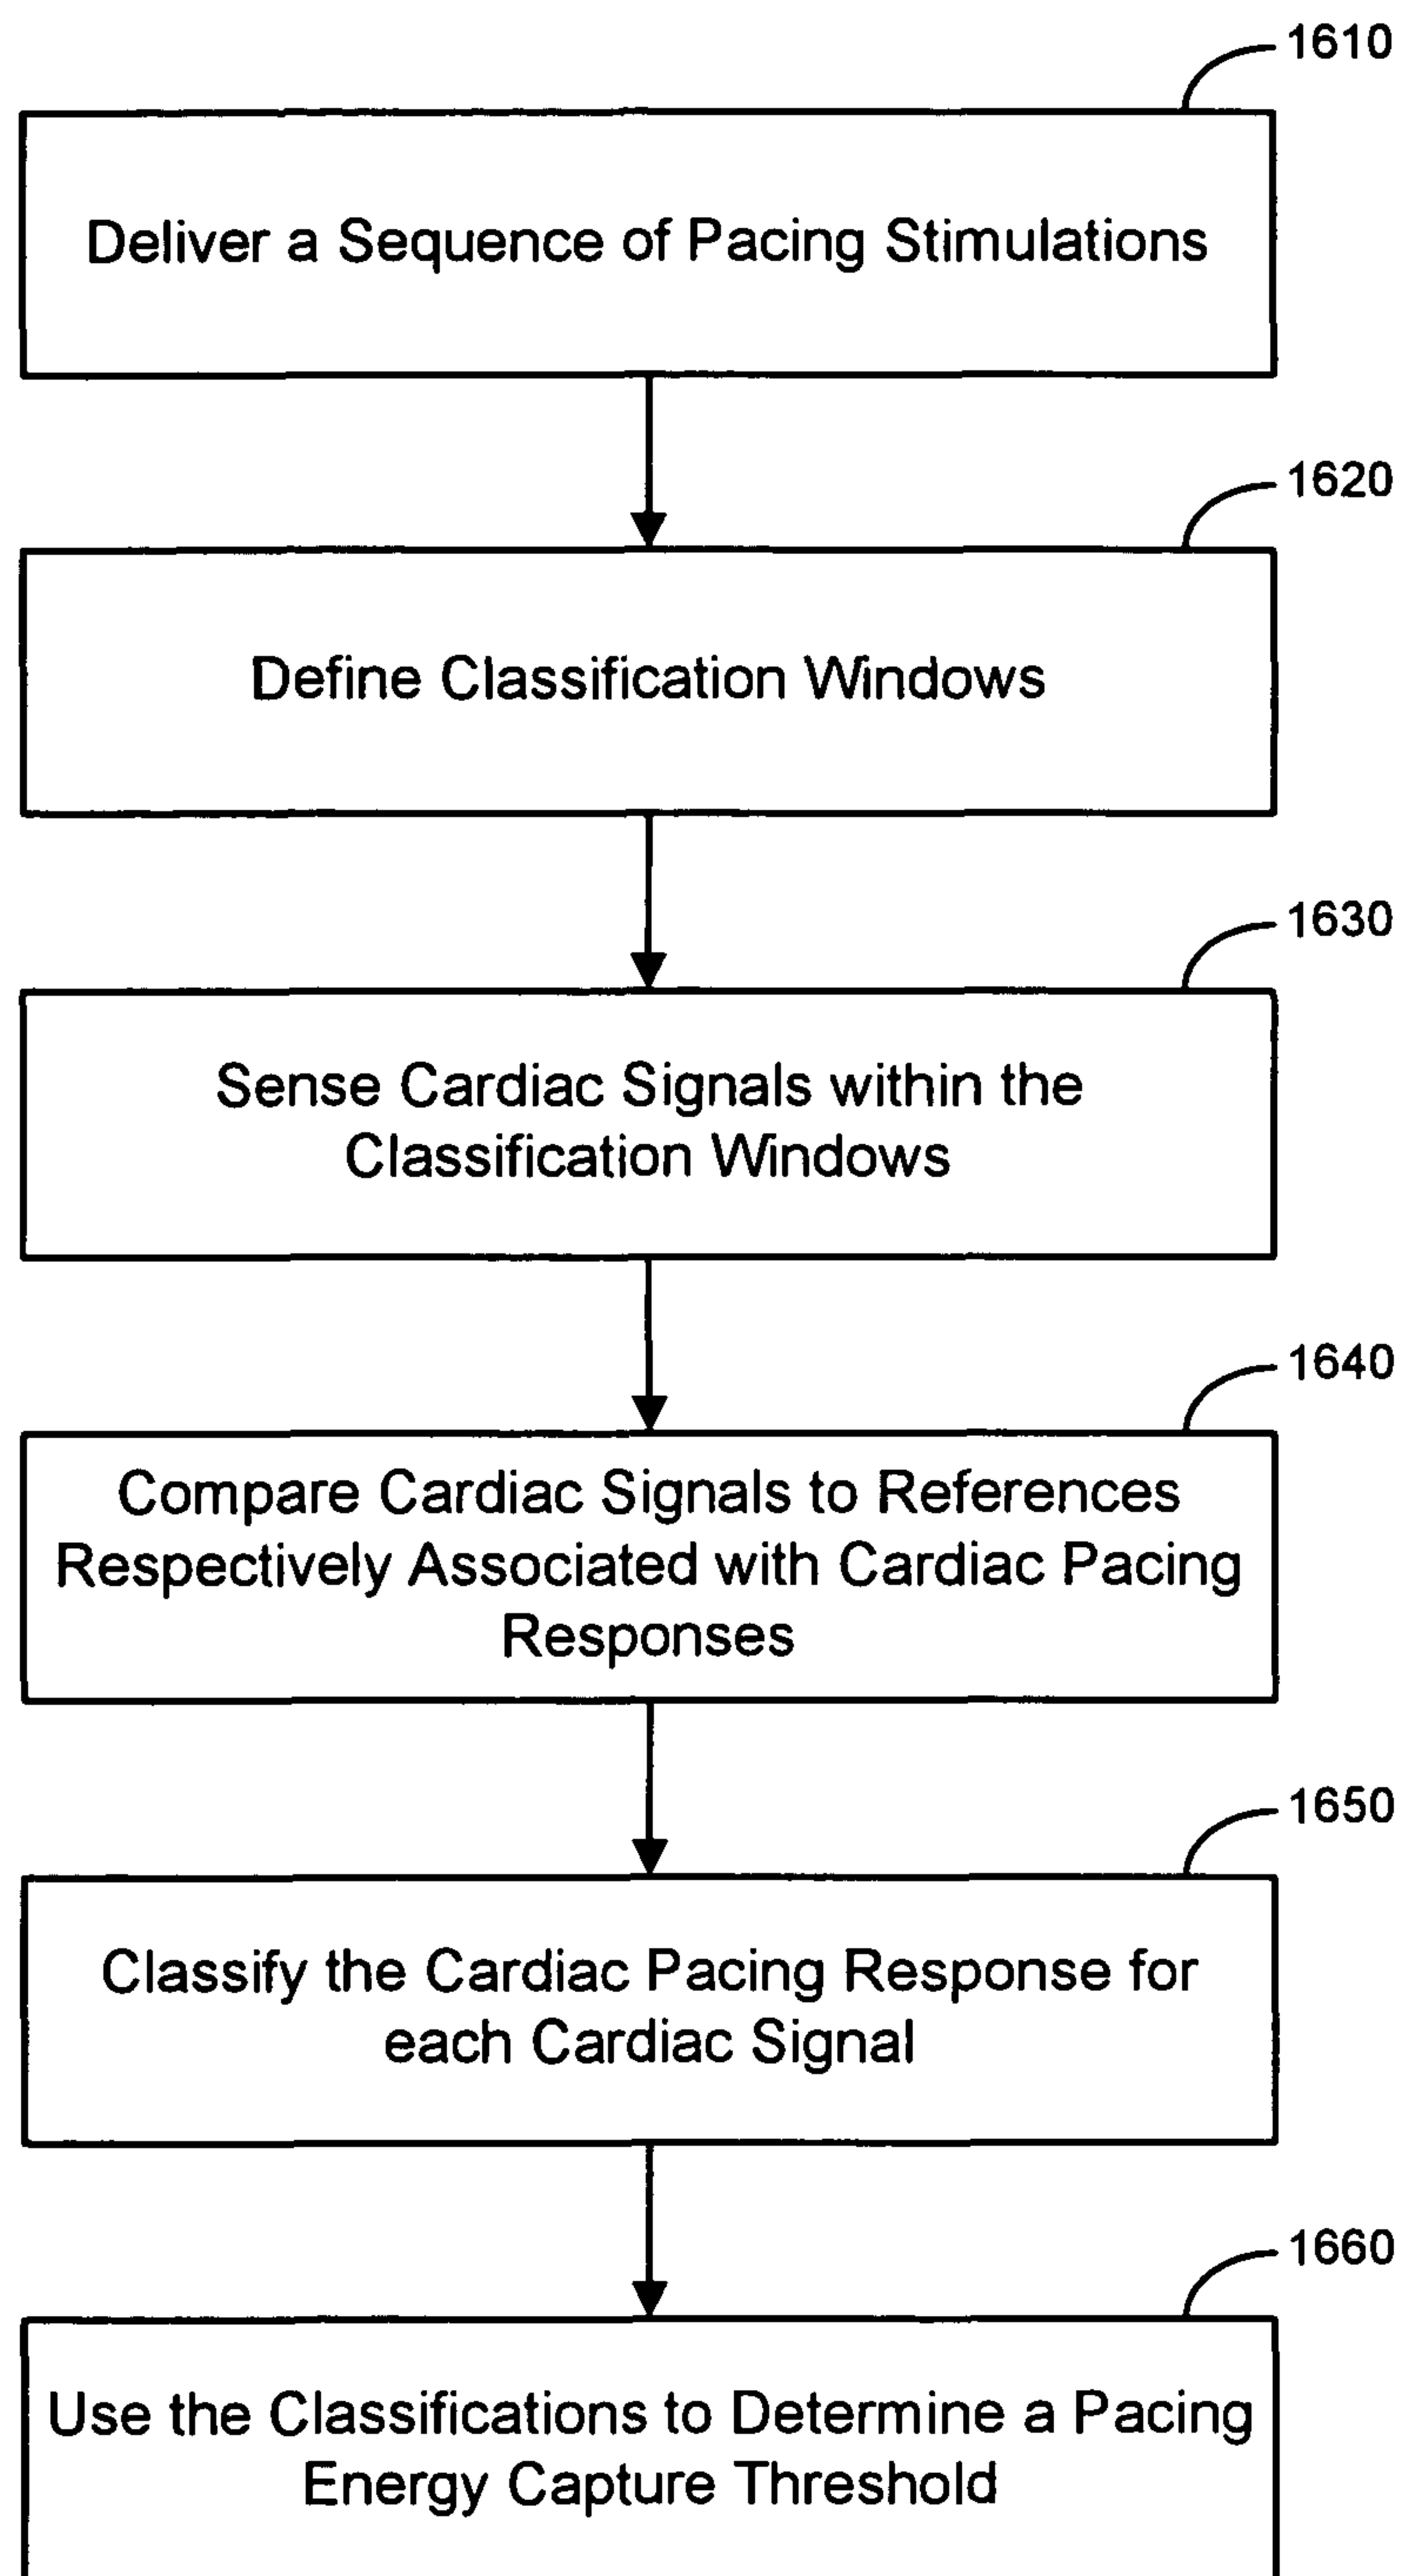 1610
Deliver a Sequence of Pacing Stimulations
1620
Define Classification Windows
1630
Sense Cardiac Signals within the
Classification Windows
1640
Compare Cardiac Signals to References
Respectively Associated with Cardiac Pacing
Responses
1650
Classify the Cardiac Pacing Response for
each Cardiac Signal
1660
Use the Classifications to Determine a Pacing
Energy Capture Threshold